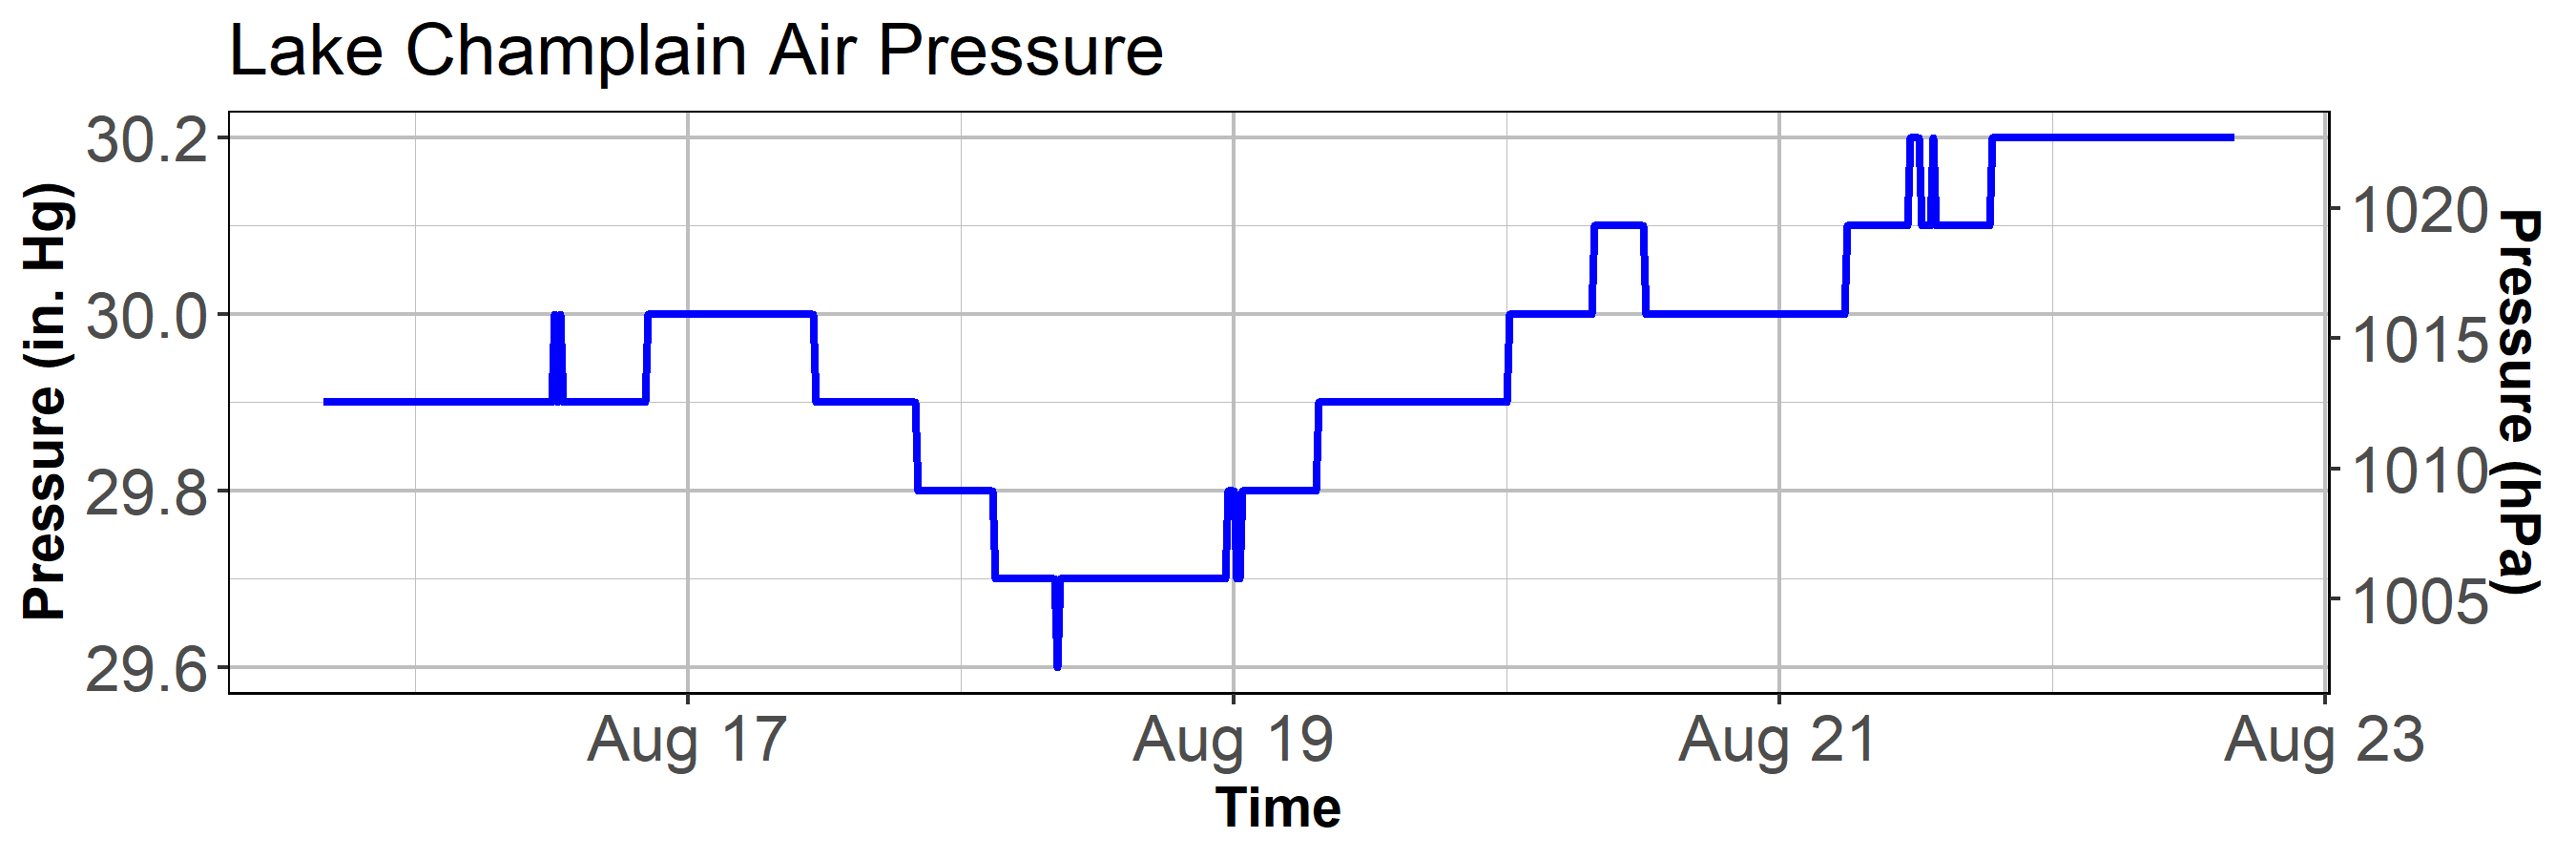 Lake Champlain Air Pressure
Pressure (in. Hg)
30.2
30.0
29.8
29.6
1020
1015
1010
1005
Pressure (hPa)
Aug 17 Aug 19 Aug 21 Aug 23
Time